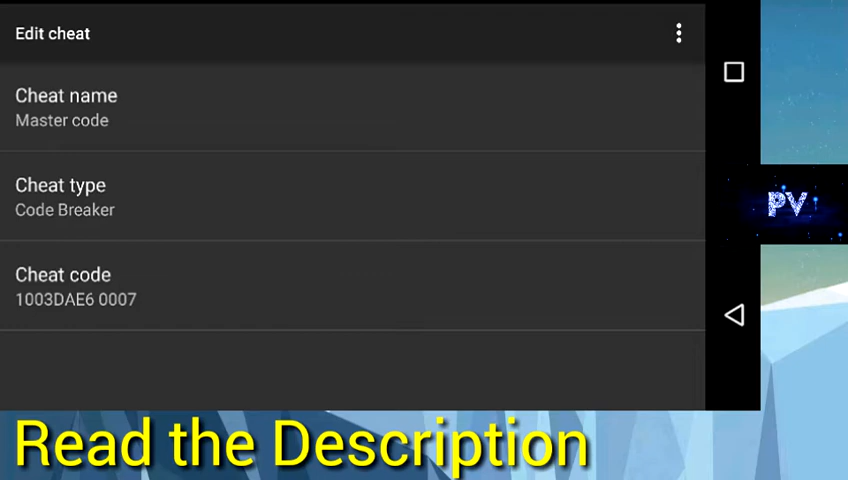 Edit cheat
Cheat name
Master code
Cheat type
Code Breaker
Cheat code
1003DAE6 0007
PV
Read the Description